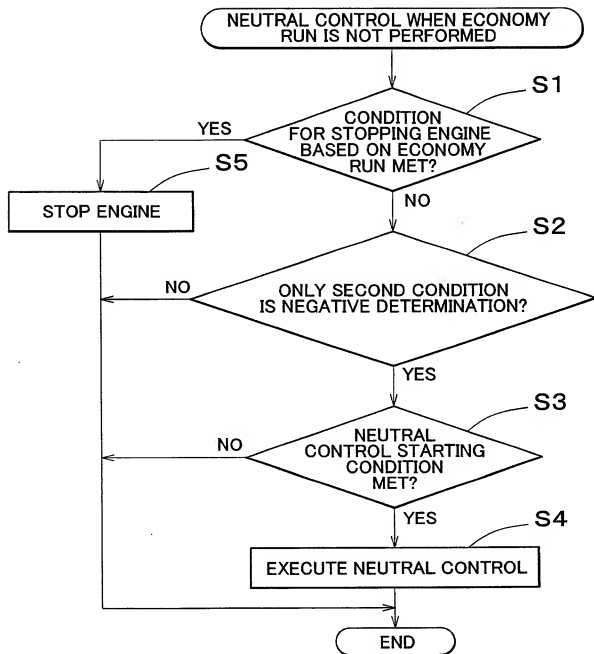 NEUTRAL CONTROL WHEN ECONOMY
RUN IS NOT PERFORMED
S1
CONDITION
FOR STOPPING ENGINE
BASED ON ECONOMY
RUN MET?
YES
S5
STOP ENGINE
NO
S2
ONLY SECOND CONDITION
IS NEGATIVE DETERMINATION?
NO
YES
S3
NEUTRAL
CONTROL STARTING
CONDITION
MET?
NO
YES
S4
EXECUTE NEUTRAL CONTROL
END